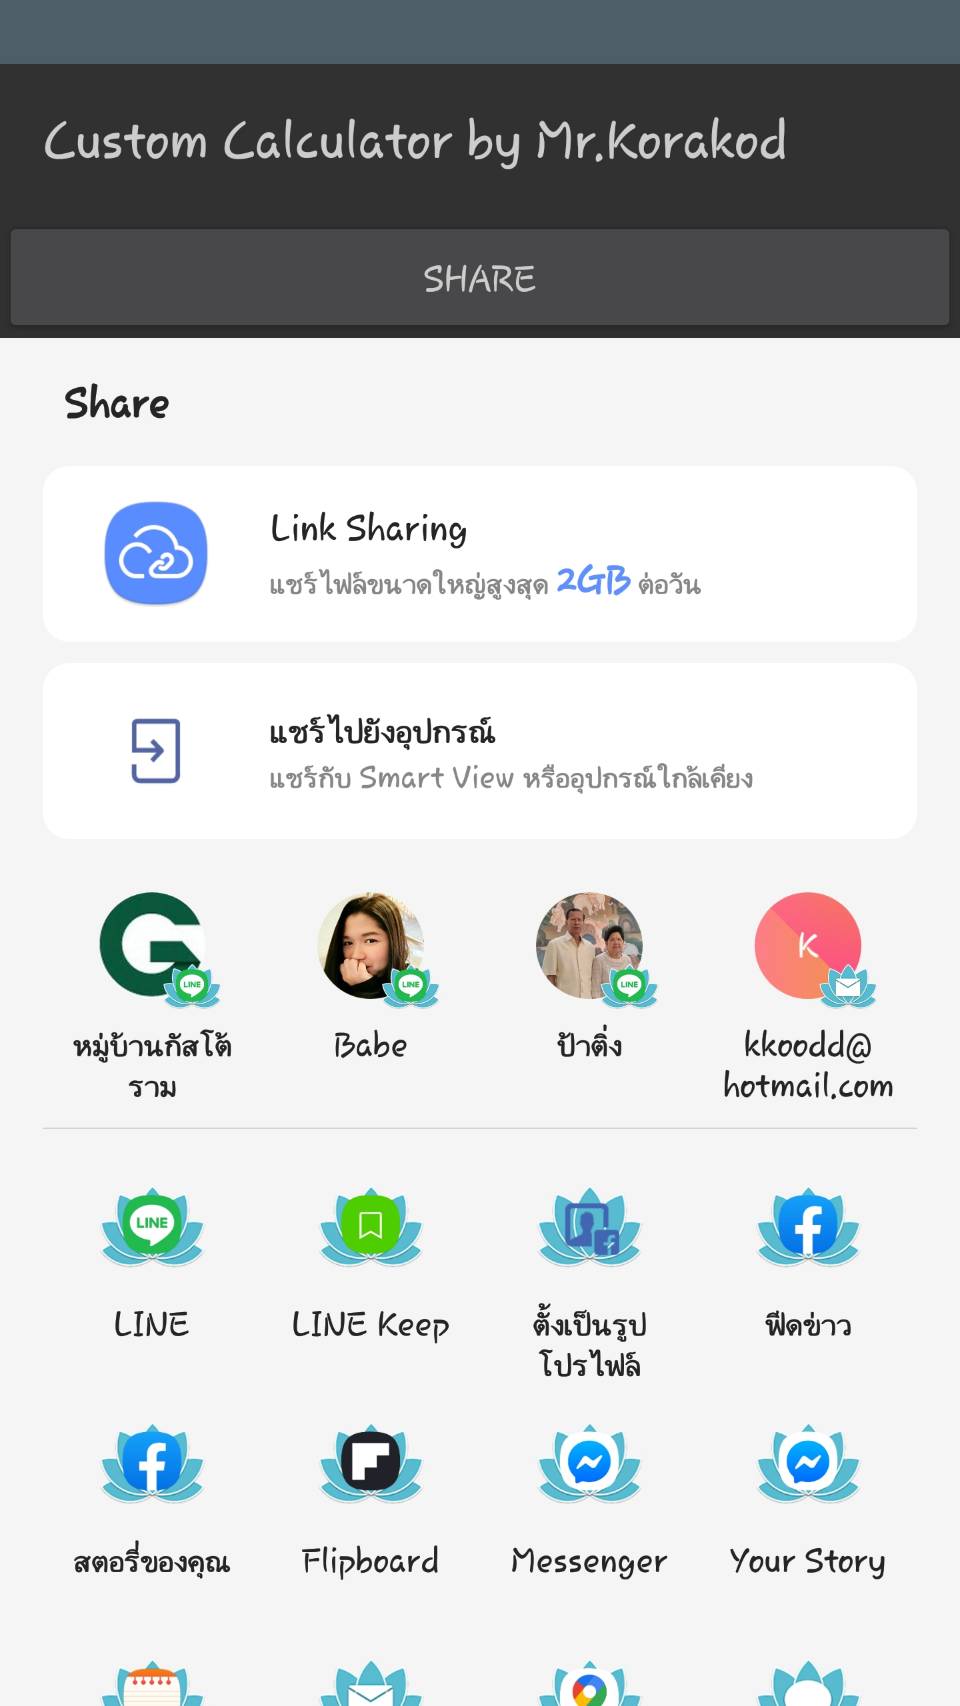 Custom Calculator by Mr.Korakod
SHARE
Share
Link Sharing
แชร์ไฟล์ขนาดใหญ่สูงสุด 2GB ต่อวัน
แชร์ไปยังอุปกรณ์
แชร์กับ Smart View หรืออุปกรณ์ใกล้เคียง
K
LINE
LINE
LINE
หมู่บ้านกัสโต้
ราม
Babe
ป้าติ่ง
kkoodd@
hotmail.com
LINE
LINE
LINE Keep
ตั้งเป็นรูป
โปรไฟล์
ฟีดข่าว
สตอรี่ของคุณ
Flipboard
Messenger
Your Story